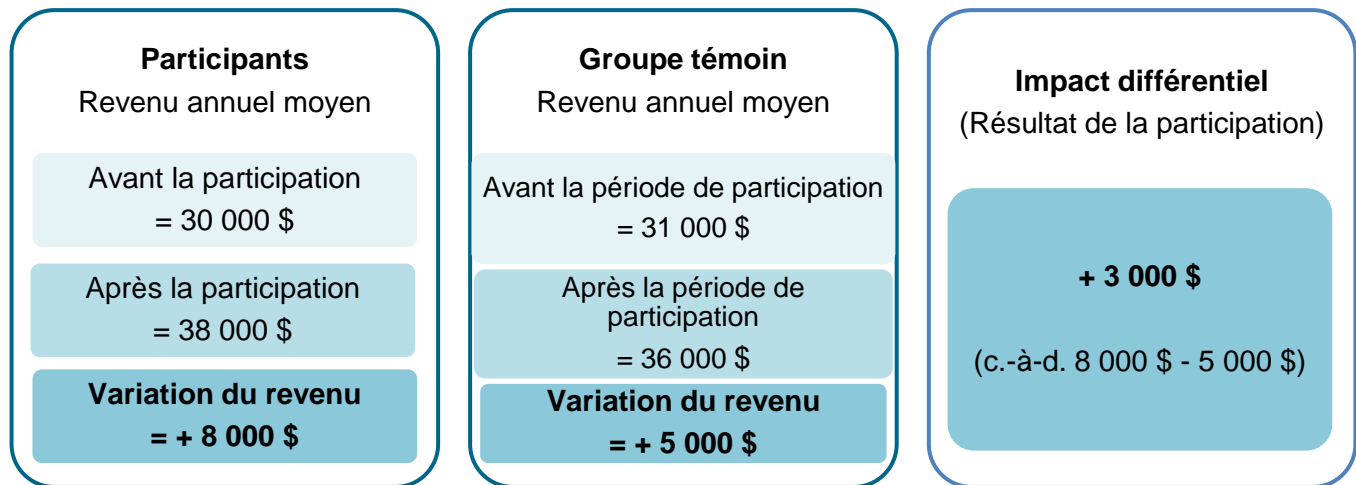 Participants
Revenu annuel moyen
Avant la participation
= 30 000 $
Après la participation
= 38 000 $
Variation du revenu
= + 8 000 $
Groupe témoin
Revenu annuel moyen
Avant la période de participation
= 31 000 $
Après la période de
participation
= 36 000 $
Variation du revenu
= + 5 000 $
Impact différentiel
(Résultat de la participation)
+ 3 000 $
(c.-à-d. 8 000 $ - 5 000 $)